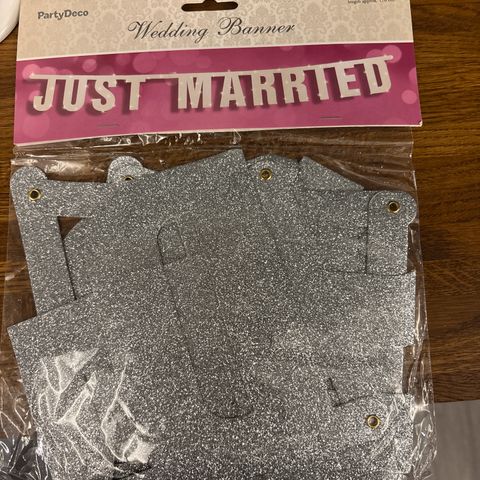 PartyDeco
Wedding Banner
JUST MARRIED